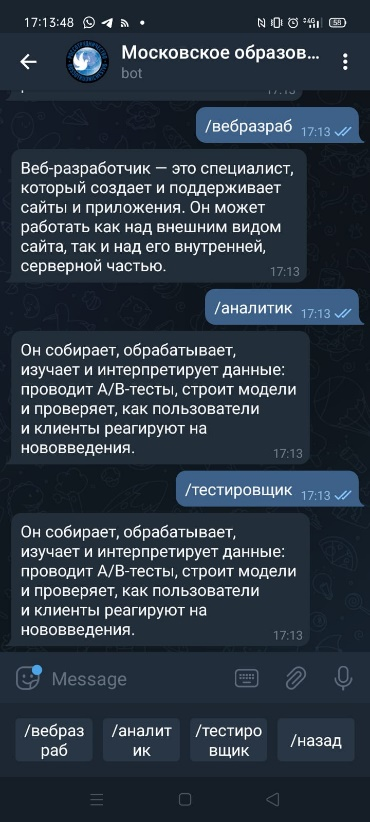 17:13:48
58
Московское образов...
bot
17:13
/вебразраб 17:13
Веб-разработчик — это специалист,
который создает и поддерживает
сайты и приложения. Он может
работать как над внешним видом
сайта, так и над его внутренней,
серверной частью.
17:13
/аналитик 17:13
Он собирает, обрабатывает,
изучает и интерпретирует данные:
проводит A/B-тесты, строит модели
и проверяет, как пользователи
и клиенты реагируют на
нововведения.
17:13
/тестировщик 17:13
Он собирает, обрабатывает,
изучает и интерпретирует данные:
проводит A/B-тесты, строит модели
и проверяет, как пользователи
и клиенты реагируют на
нововведения.
17:13
Message
/вебраз
раб
/аналит
ик
/тестиро
вщик
/назад